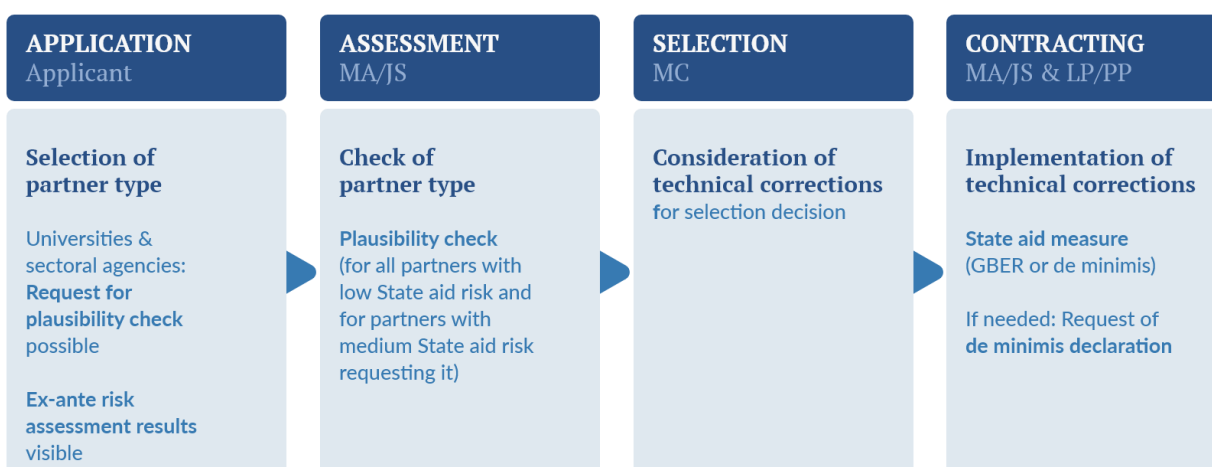 APPLICATION
Applicant
Selection of
partner type
Universities &
sectoral agencies:
Request for
plausibility check
possible
Ex-ante risk
assessment results
visible
ASSESSMENT
MA/JS
Check of
partner type
Plausibility check
(for all partners with
low State aid risk and
for partners with
medium State aid risk
requesting it)
SELECTION
MC
Consideration of
technical corrections
for selection decision
CONTRACTING
MA/JS & LP/PP
Implementation of
technical corrections
State aid measure
(GBER or de minimis)
If needed: Request of
de minimis declaration